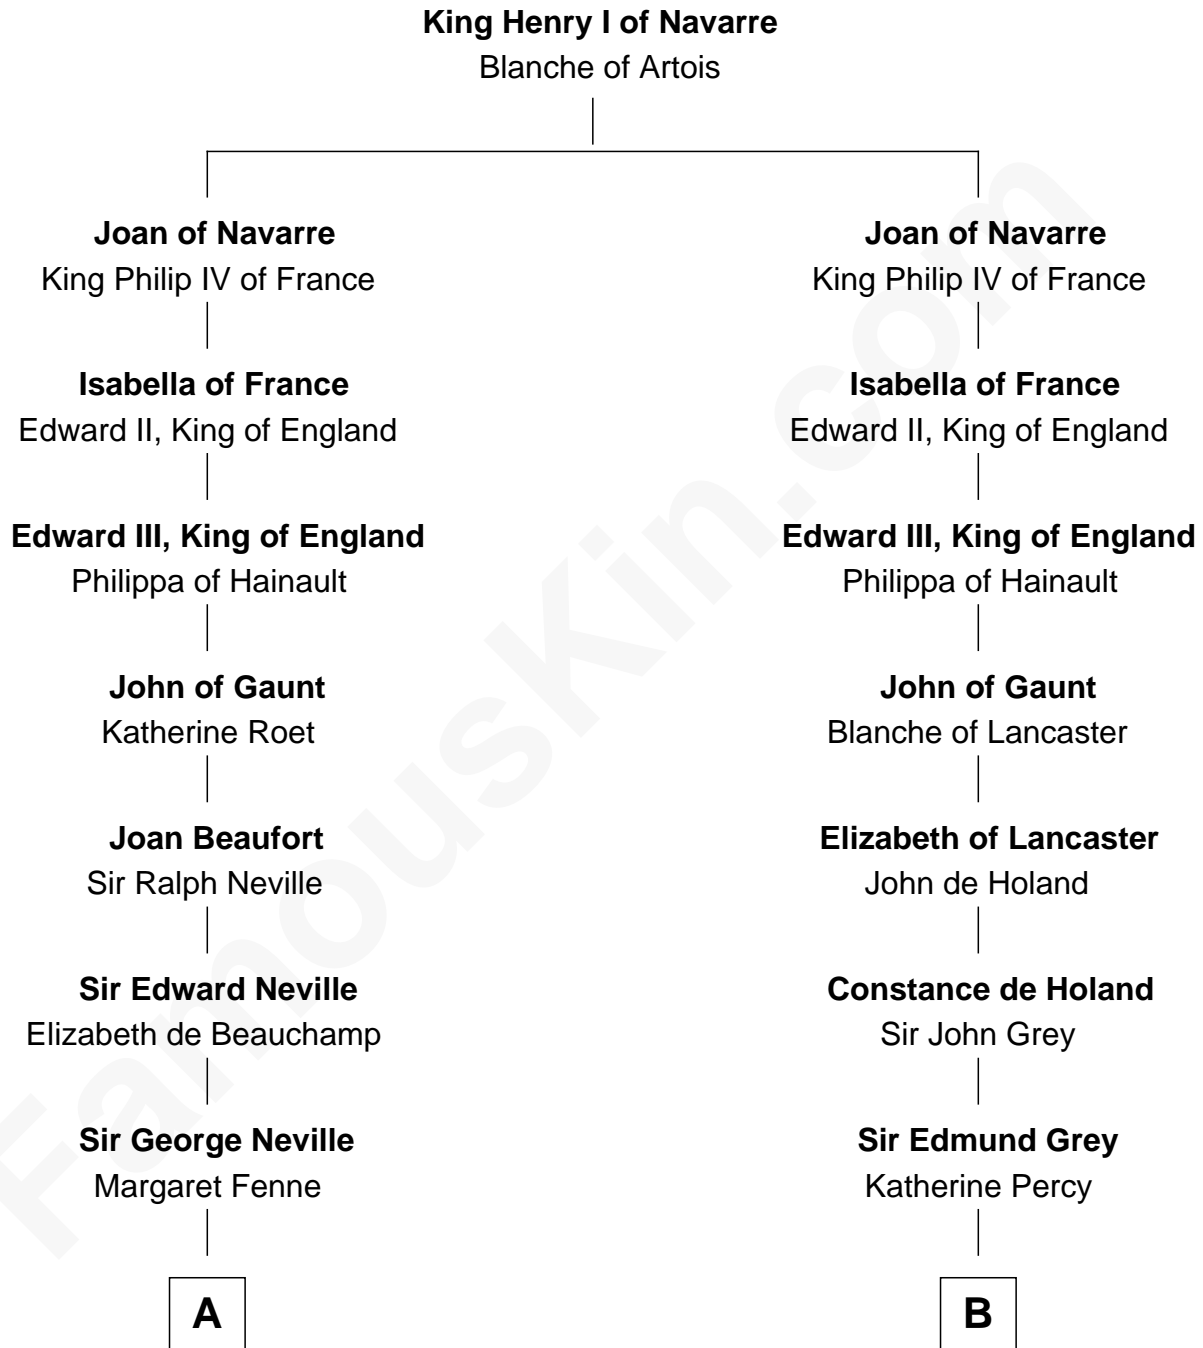 King Henry I of Navarre
Blanche of Artois
Joan of Navarre
King Philip IV of France
Isabella of France
Edward II, King of England
Edward III, King of England
Philippa of Hainault
John of Gaunt
Katherine Roet
Joan Beaufort
Sir Ralph Neville
Sir Edward Neville
Elizabeth de Beauchamp
Sir George Neville
Margaret Fenne
A
Joan of Navarre
King Philip IV of France
Isabella of France
Edward II, King of England
Edward III, King of England
Philippa of Hainault
John of Gaunt
Blanche of Lancaster
Elizabeth of Lancaster
John de Holand
Constance de Holand
Sir John Grey
Sir Edmund Grey
Katherine Percy
B
FamousKin.com